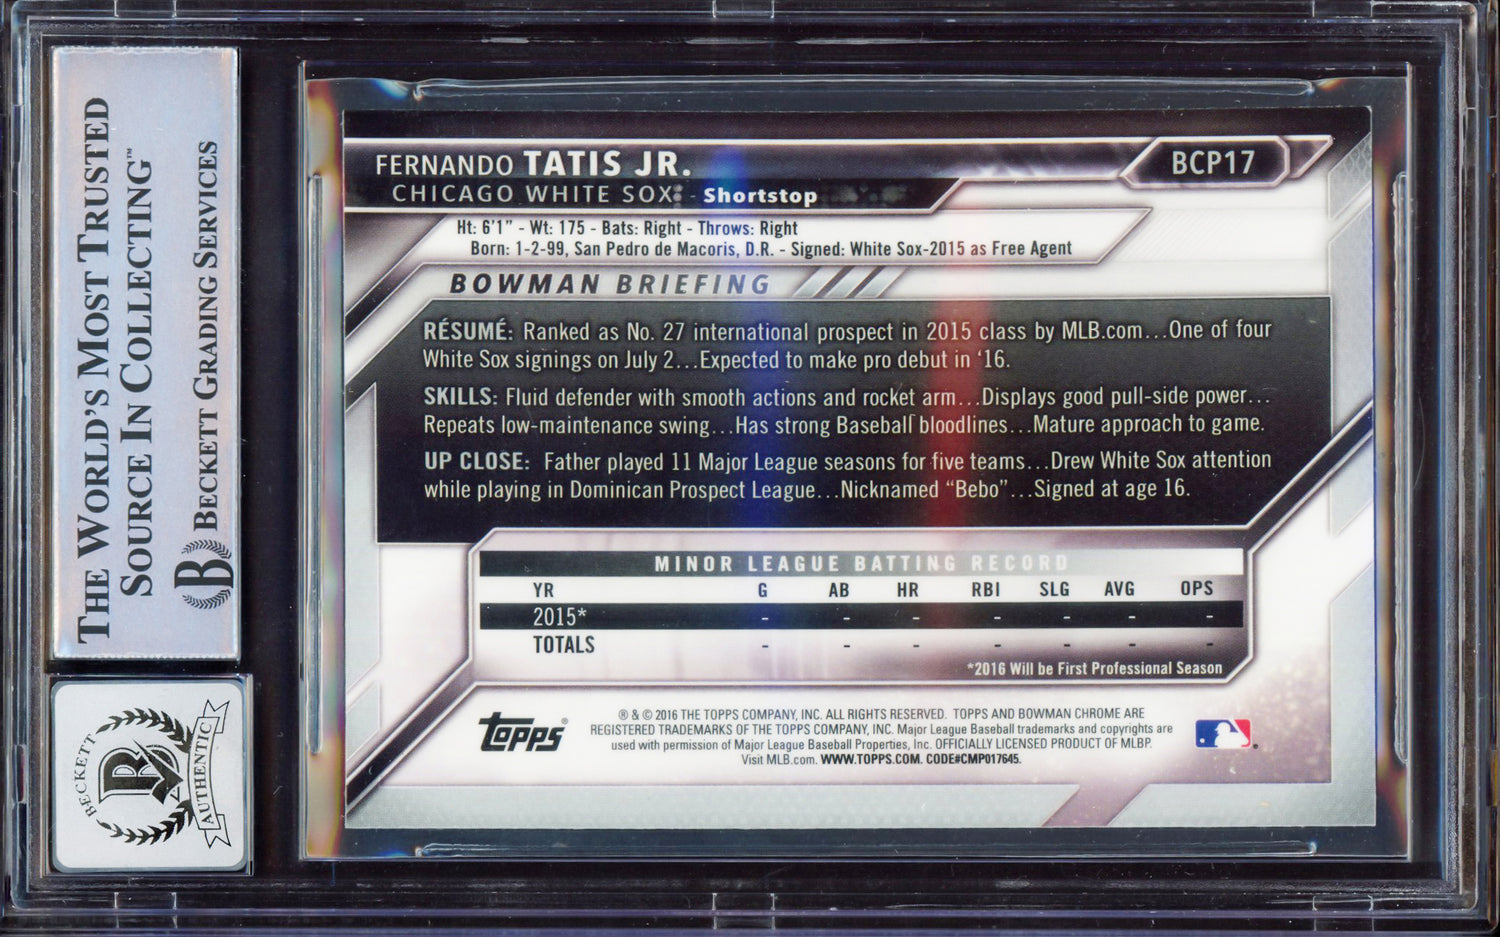 THE WORLD'S MOST TRUSTED
SOURCE IN COLLECTING™
BECKETT GRADING SERVICES
B
BECKETT
BV
AUTHENTIC
FERNANDO TATIS JR.
BCP17
CHICAGO WHITE SOX - Shortstop
Ht: 6'1" - Wt: 175 - Bats: Right - Throws: Right
Born: 1-2-99, San Pedro de Macoris, D.R. - Signed: White Sox-2015 as Free Agent
BOWMAN BRIEFING
RÉSUMÉ: Ranked as No. 27 international prospect in 2015 class by MLB.com...One of four
White Sox signings on July 2...Expected to make pro debut in '16.
SKILLS: Fluid defender with smooth actions and rocket arm...Displays good pull-side power...
Repeats low-maintenance swing...Has strong Baseball bloodlines...Mature approach to game.
UP CLOSE: Father played 11 Major League seasons for five teams...Drew White Sox attention
while playing in Dominican Prospect League...Nicknamed "Bebo"...Signed at age 16.
MINOR LEAGUE BATTING RECORD
YR G AB HR RBI SLG AVG OPS
2015* - - - - - - -
TOTALS - - - - - - -
*2016 Will be First Professional Season
Topps®
® & © 2016 THE TOPPS COMPANY, INC. ALL RIGHTS RESERVED. TOPPS AND BOWMAN CHROME ARE
REGISTERED TRADEMARKS OF THE TOPPS COMPANY, INC. Major League Baseball trademarks and copyrights are
used with permission of Major League Baseball Properties, Inc. OFFICIALLY LICENSED PRODUCT OF MLBP.
Visit MLB.com. WWW.TOPPS.COM. CODE#CMP017645.